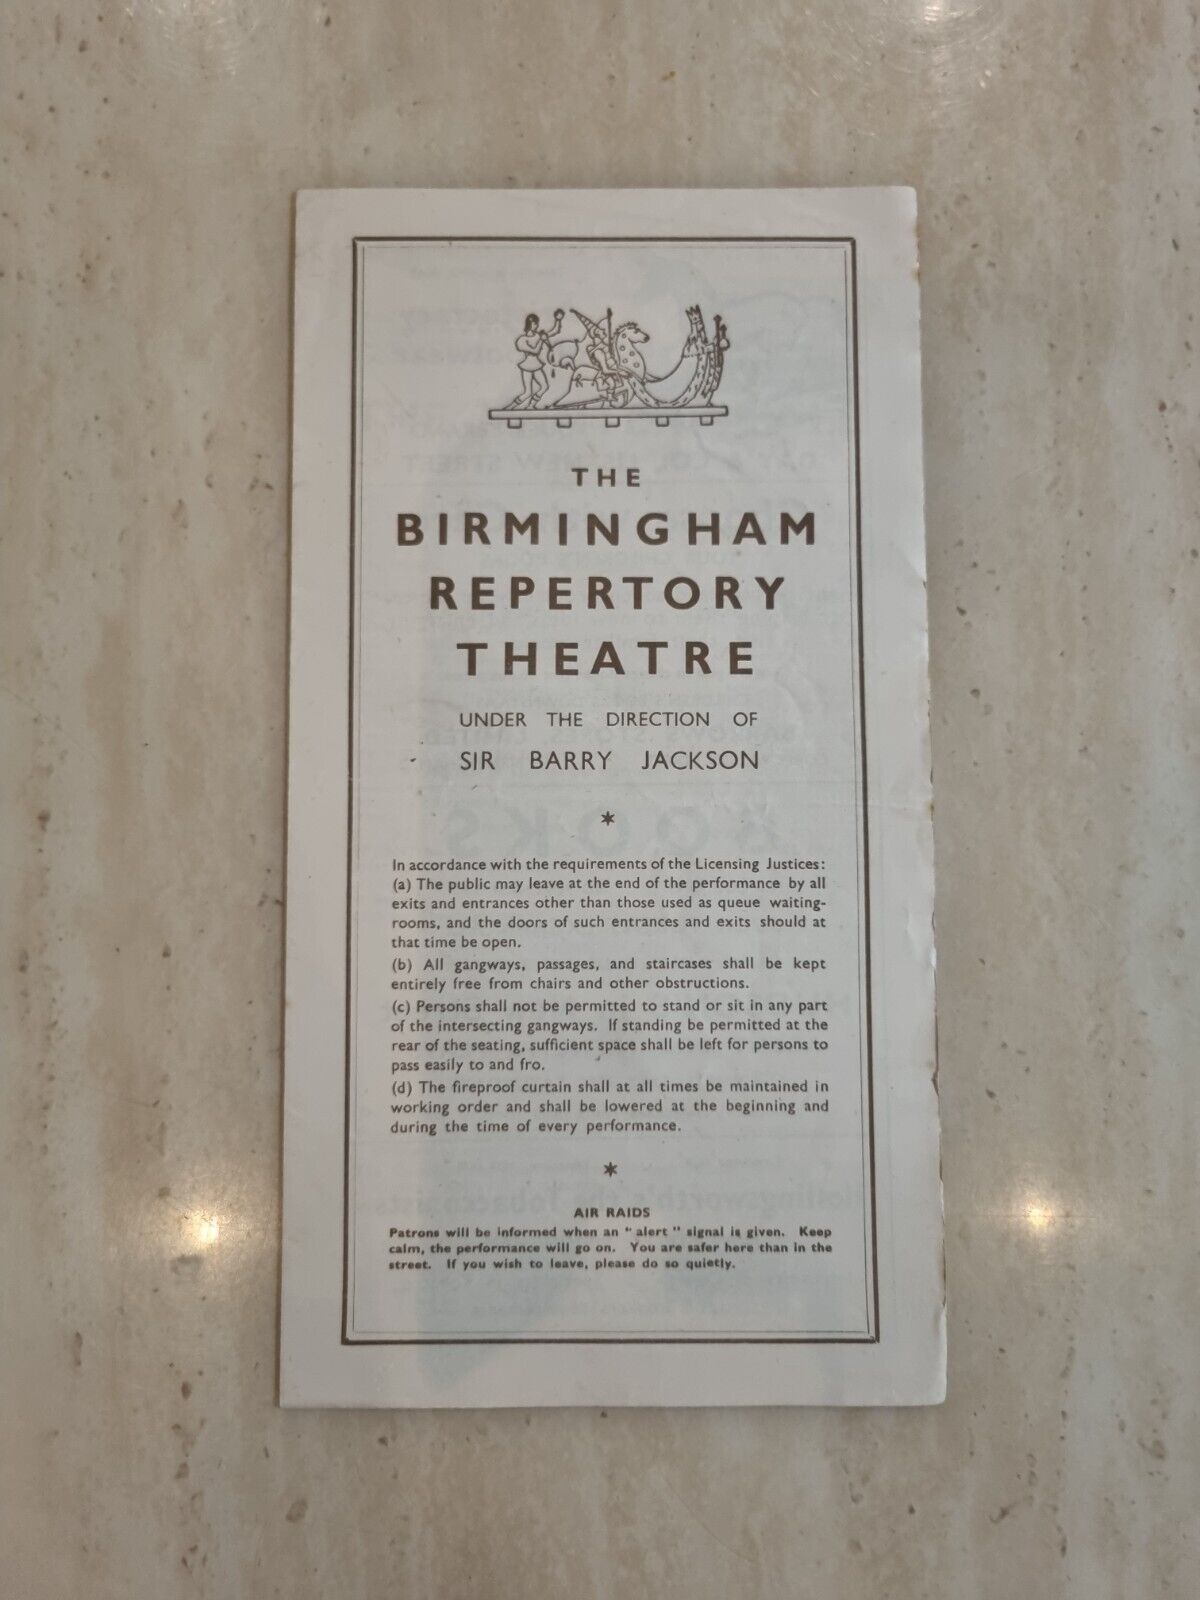 THE
BIRMINGHAM
REPERTORY
THEATRE
UNDER THE DIRECTION OF
SIR BARRY JACKSON
*
In accordance with the requirements of the Licensing Justices:
(a) The public may leave at the end of the performance by all
exits and entrances other than those used as queue waiting-
rooms, and the doors of such entrances and exits should at
that time be open.
(b) All gangways, passages, and staircases shall be kept
entirely free from chairs and other obstructions.
(c) Persons shall not be permitted to stand or sit in any part
of the intersecting gangways. If standing be permitted at the
rear of the seating, sufficient space shall be left for persons to
pass easily to and fro.
(d) The fireproof curtain shall at all times be maintained in
working order and shall be lowered at the beginning and
during the time of every performance.
*
AIR RAIDS
Patrons will be informed when an "alert" signal is given. Keep
calm, the performance will go on. You are safer here than in the
street. If you wish to leave, please do so quietly.